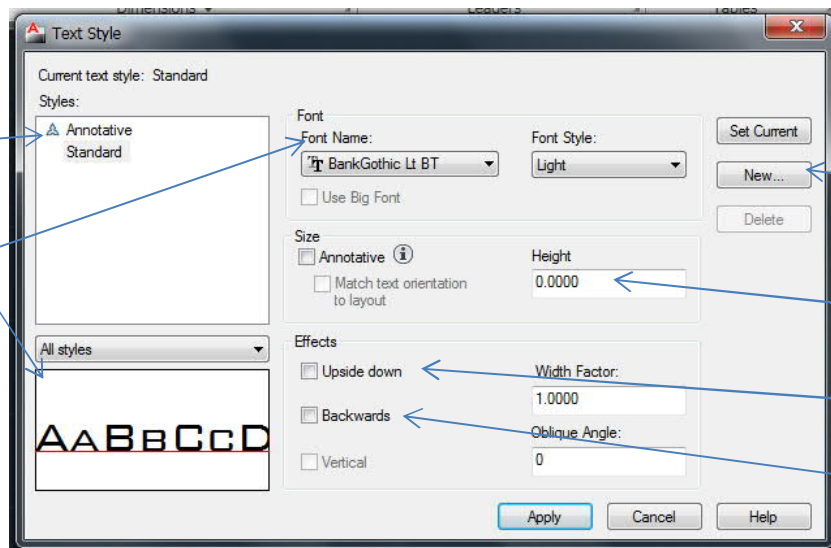 Dimensions
Leaders
Tables
Text Style
Current text style: Standard
Styles:
Annotative
Standard
All styles
AABBCCD
Font
Font Name:
BankGothic Lt BT
Font Style:
Light
Use Big Font
Size
Annotative
Match text orientation
to layout
Height
0.0000
Effects
Upside down
Backwards
Vertical
Width Factor:
1.0000
Oblique Angle:
0
Set Current
New...
Delete
Apply
Cancel
Help